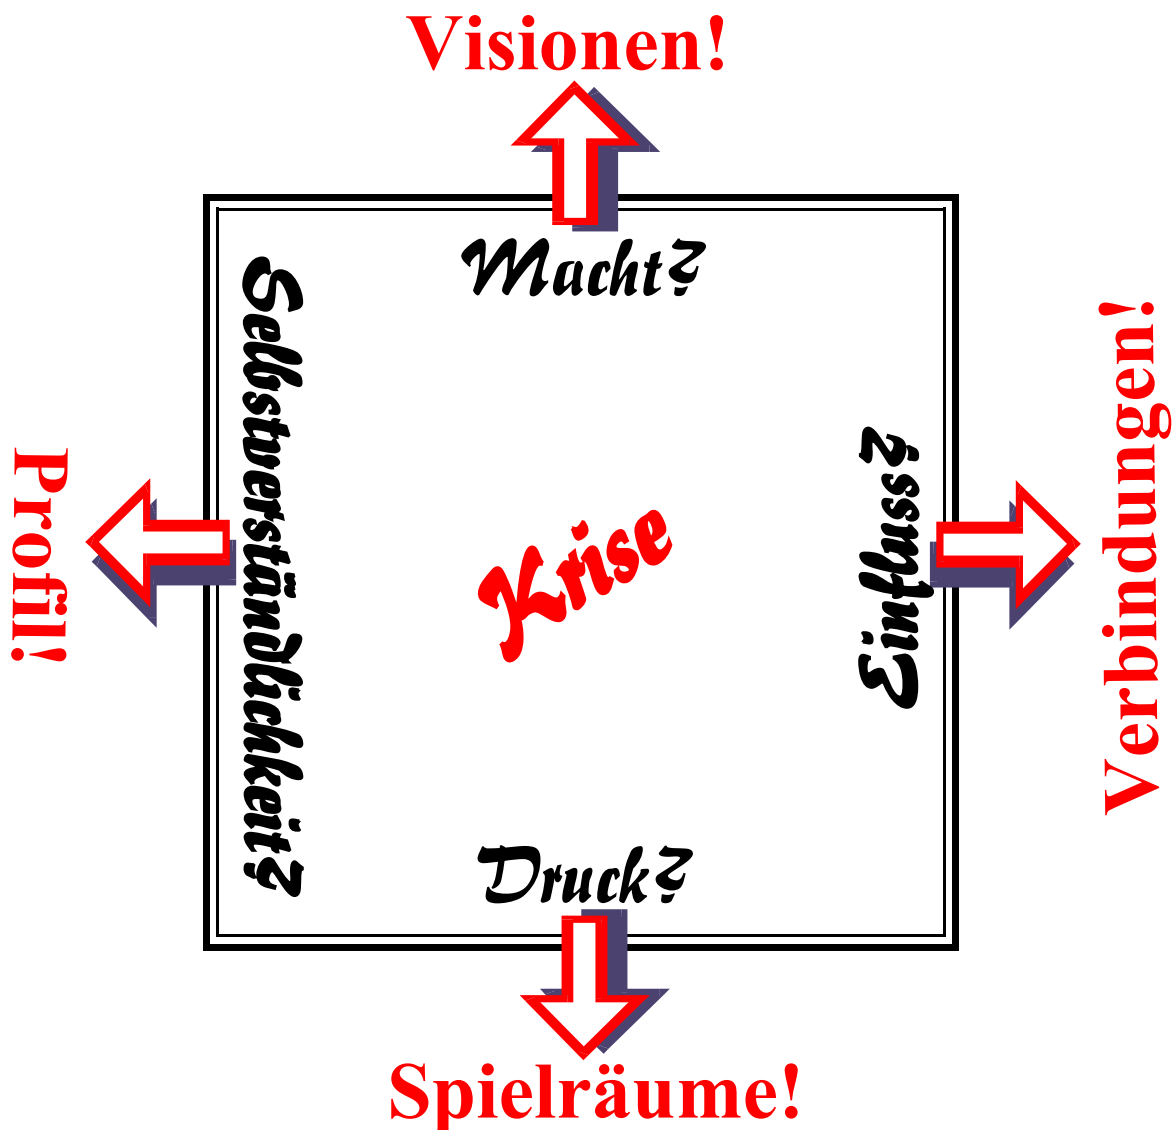 Visionen!
Macht?
Selbstverständlichkeit?
Profil!
Krise
Einfluss?
Verbindungen!
Druck?
Spielräume!